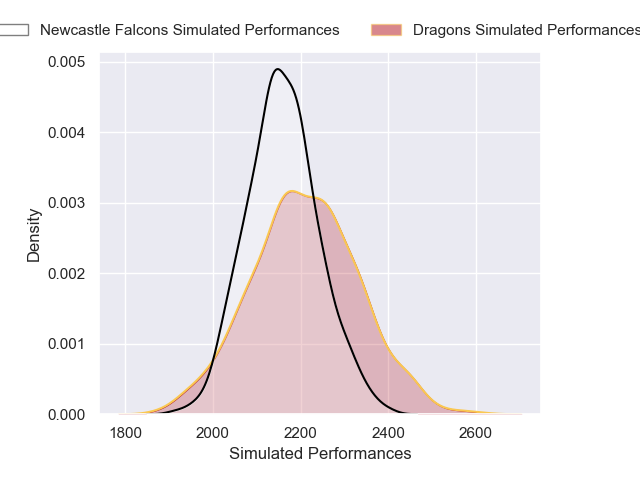 Newcastle Falcons Simulated Performances
Dragons Simulated Performances
0.005
0.004
0.003
0.002
0.001
0.000
Density
1800 2000 2200 2400 2600
Simulated Performances